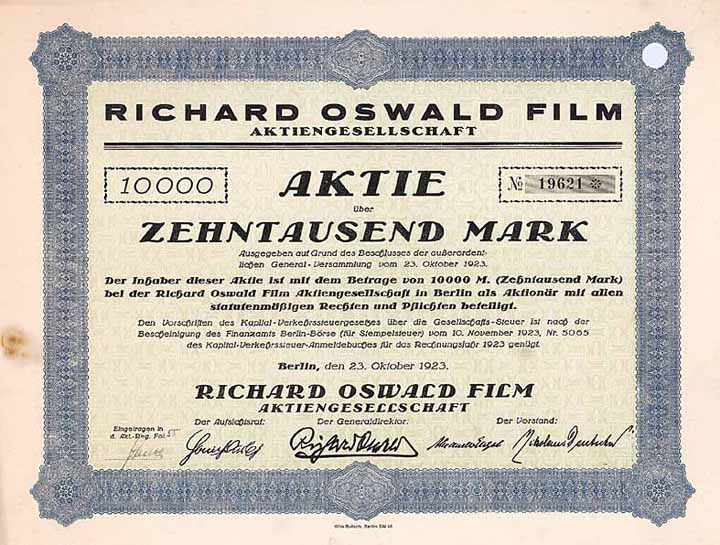 RICHARD OSWALD FILM
AKTIENGESELLSCHAFT
10000
AKTIE
№ 19621 ※
über
ZEHNTAUSEND MARK
Ausgegeben auf Grund des Beschlusses der außerordent-
lichen General-Versammlung vom 23. Oktober 1923.
Der Inhaber dieser Aktie ist mit dem Betrage von 10000 M. (Zehntausend Mark)
bei der Richard Oswald Film Aktiengesellschaft in Berlin als Aktionär mit allen
statutenmäßigen Rechten und Pflichten beteiligt.
Den Vorschriften des Kapital-Verkehrssteuergesetzes über die Gesellschafts-Steuer ist nach der
Bescheinigung des Finanzamts Berlin-Börse (für Stempelsteuer) vom 10. November 1923, Nr. 5065
des Kapital-Verkehrssteuer-Anmeldebuches für das Rechnungsjahr 1923 genügt.
Berlin, den 23. Oktober 1923.
RICHARD OSWALD FILM
AKTIENGESELLSCHAFT
Eingetragen in
d. Akt.-Reg. Fol. 55
Der Aufsichtsrat:
Der Generaldirektor:
Der Vorstand:
Richard Oswald